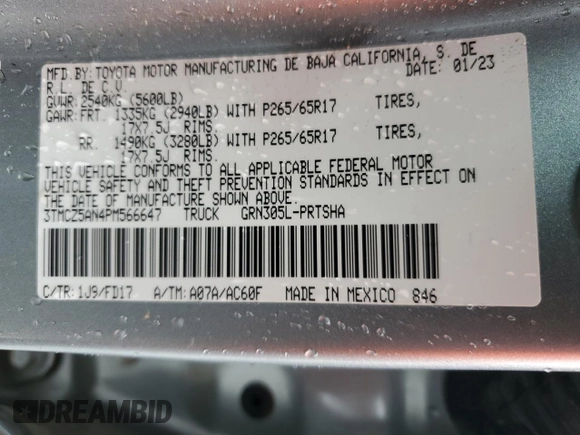 MFD. BY: TOYOTA MOTOR MANUFACTURING DE BAJA CALIFORNIA, S. DE
R.L. DE C.V. DATE: 01/23
GVWR: 2540KG (5600LB)
GAWR: FRT. 1335KG (2940LB) WITH P265/65R17 TIRES,
17X7.5J RIMS.
RR. 1490KG (3280LB) WITH P265/65R17 TIRES,
17X7.5J RIMS.
THIS VEHICLE CONFORMS TO ALL APPLICABLE FEDERAL MOTOR
VEHICLE SAFETY AND THEFT PREVENTION STANDARDS IN EFFECT ON
THE DATE OF MANUFACTURE SHOWN ABOVE.
3TMCZ5AN4PM566647 TRUCK GRN305L-PRTSHA
C/TR: 1J9/FD17 A/TM: A07A/AC60F MADE IN MEXICO 846
DREAMBID